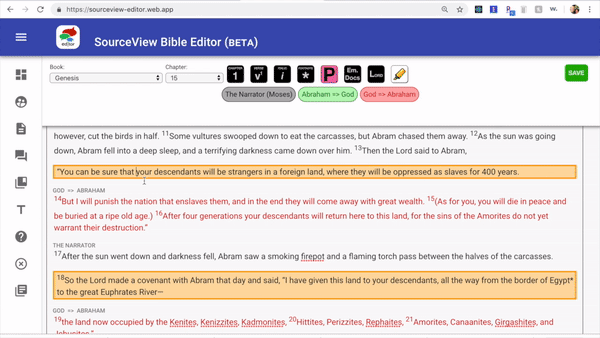 https://sourceview-editor.web.app
editor
SourceView Bible Editor (BETA)
Book:
Chapter:
Genesis
15
CHAPTER
1
VERSE
v¹
ITALIC
i
*
P
Em.
Docs
LORD
SAVE
The Narrator (Moses)
Abraham => God
God => Abraham
however, cut the birds in half. ¹¹Some vultures swooped down to eat the carcasses, but Abram chased them away. ¹²As the sun was going
down, Abram fell into a deep sleep, and a terrifying darkness came down over him. ¹³Then the Lord said to Abram,
“You can be sure that your descendants will be strangers in a foreign land, where they will be oppressed as slaves for 400 years.
GOD => ABRAHAM
¹⁴But I will punish the nation that enslaves them, and in the end they will come away with great wealth. ¹⁵(As for you, you will die in peace and
be buried at a ripe old age.) ¹⁶After four generations your descendants will return here to this land, for the sins of the Amorites do not yet
warrant their destruction.”
THE NARRATOR
¹⁷After the sun went down and darkness fell, Abram saw a smoking firepot and a flaming torch pass between the halves of the carcasses.
¹⁸So the Lord made a covenant with Abram that day and said, “I have given this land to your descendants, all the way from the border of Egypt*
to the great Euphrates River—
GOD => ABRAHAM
¹⁹the land now occupied by the Kenites, Kenizzites, Kadmonites, ²⁰Hittites, Perizzites, Rephaites, ²¹Amorites, Canaanites, Girgashites, and
Jebusites.”